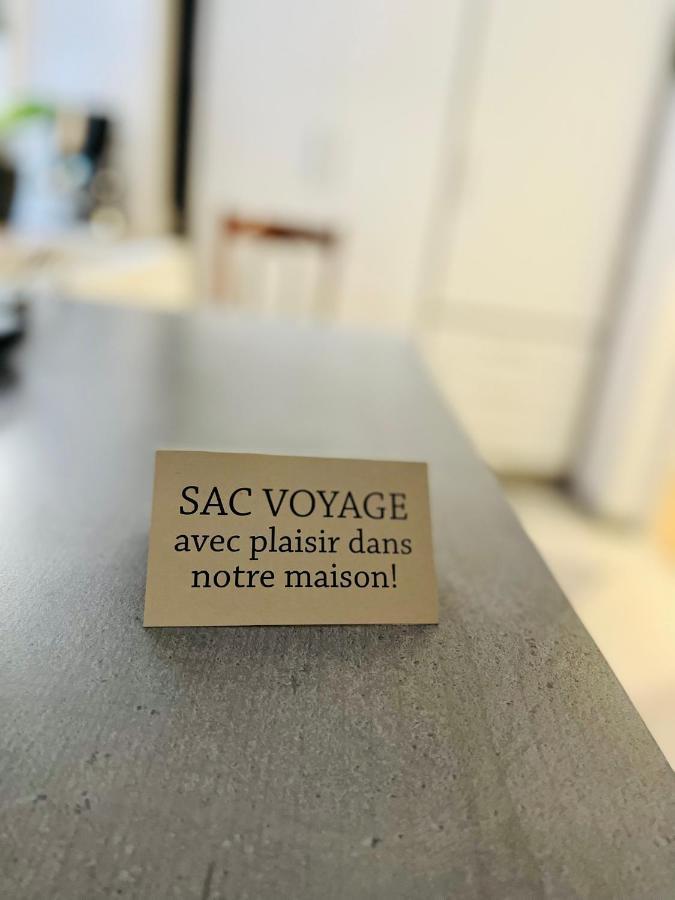 SAC VOYAGE
avec plaisir dans
notre maison!